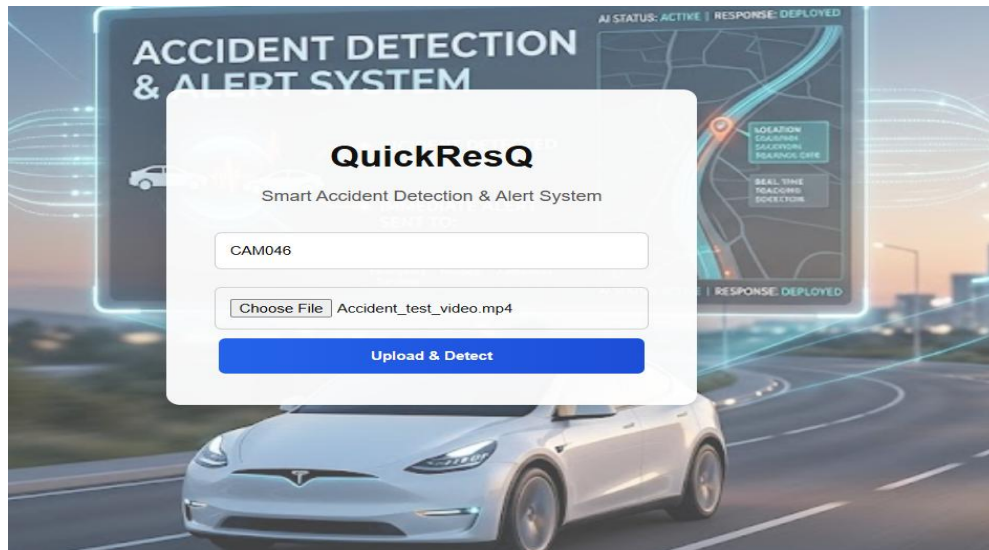 AI STATUS: ACTIVE | RESPONSE: DEPLOYED
ACCIDENT DETECTION
& ALERT SYSTEM
LOCATION
QuickResQ
Smart Accident Detection & Alert System
CAM046
Choose File Accident_test_video.mp4
| RESPONSE: DEPLOYED
Upload & Detect